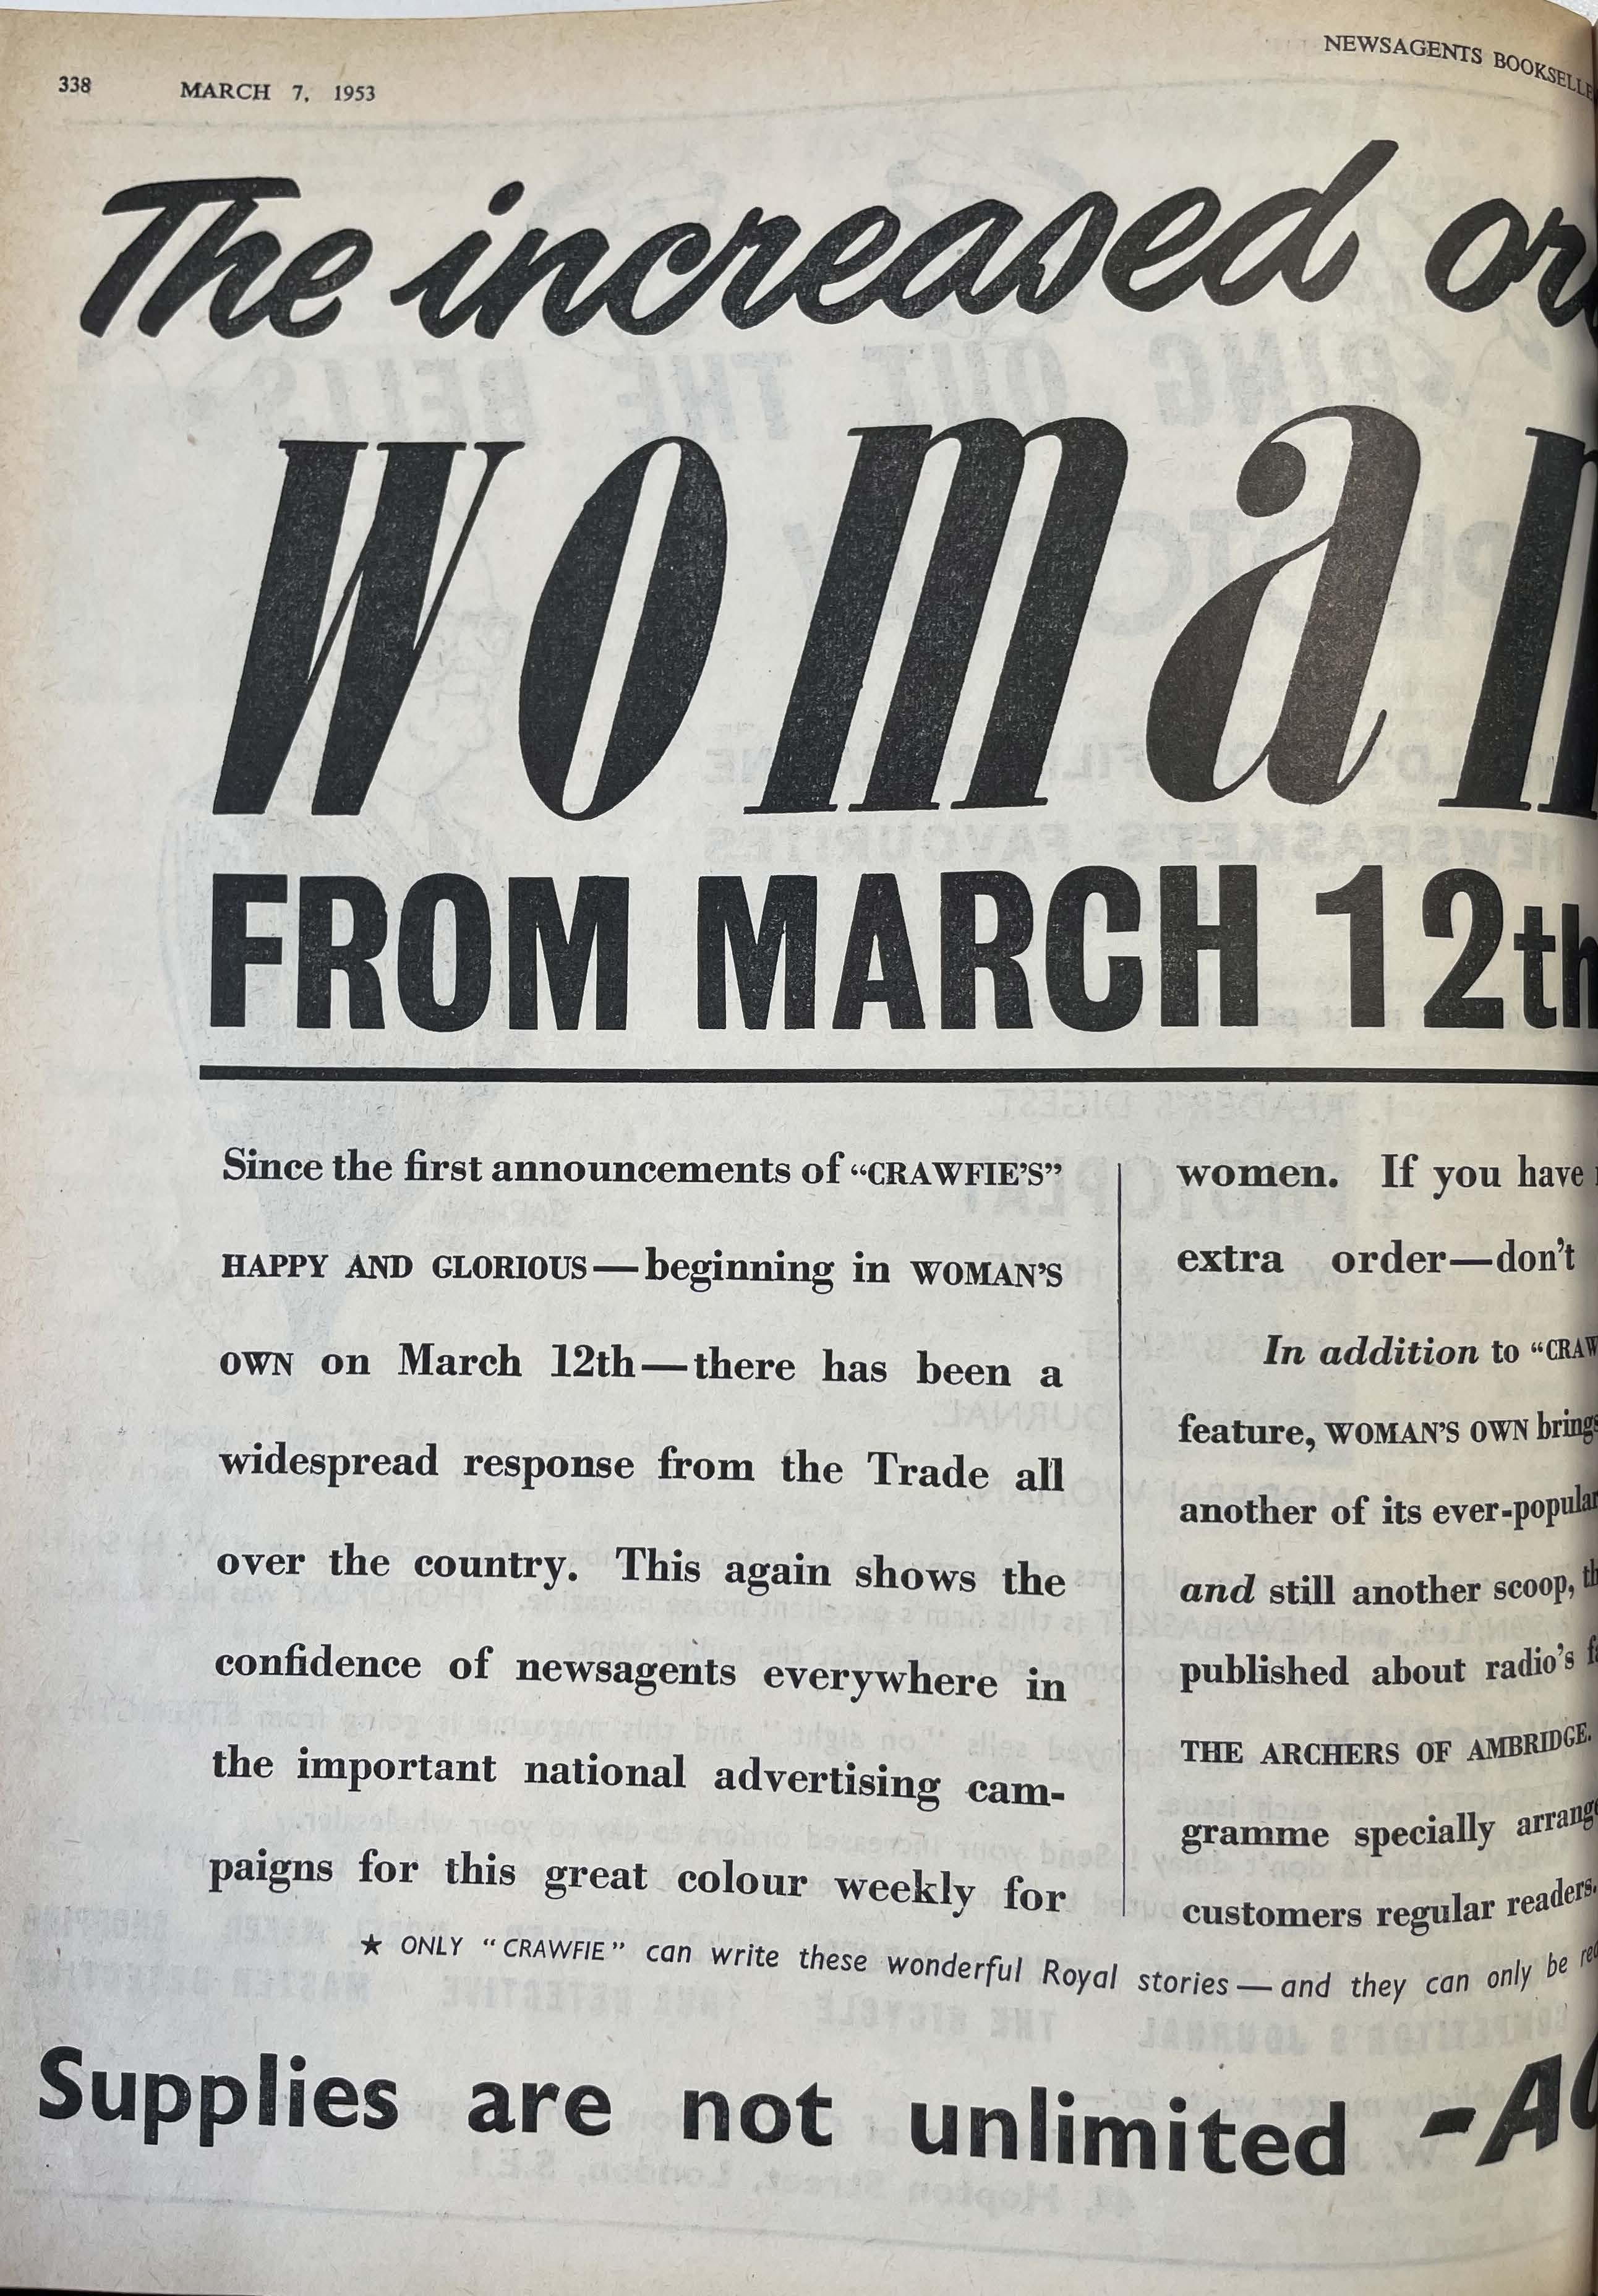 338 MARCH 7, 1953 NEWSAGENTS
The increased
Woman
FROM MARCH 12th
Since the first announcements of “CRAWFIE’S”
HAPPY AND GLORIOUS—beginning in WOMAN’S
OWN on March 12th—there has been a
widespread response from the Trade all
over the country. This again shows the
confidence of newsagents everywhere in
the important national advertising cam-
paigns for this great colour weekly for
women. If you have
extra order—don’t
In addition to
feature, WOMAN’S OWN brings
another of its ever-popular
and still another scoop,
published about radio’s
THE ARCHERS OF AMBRIDGE.
gramme specially
customers regular readers.
★ ONLY “CRAWFIE” can write these wonderful Royal stories—and they can only be
Supplies are not unlimited -